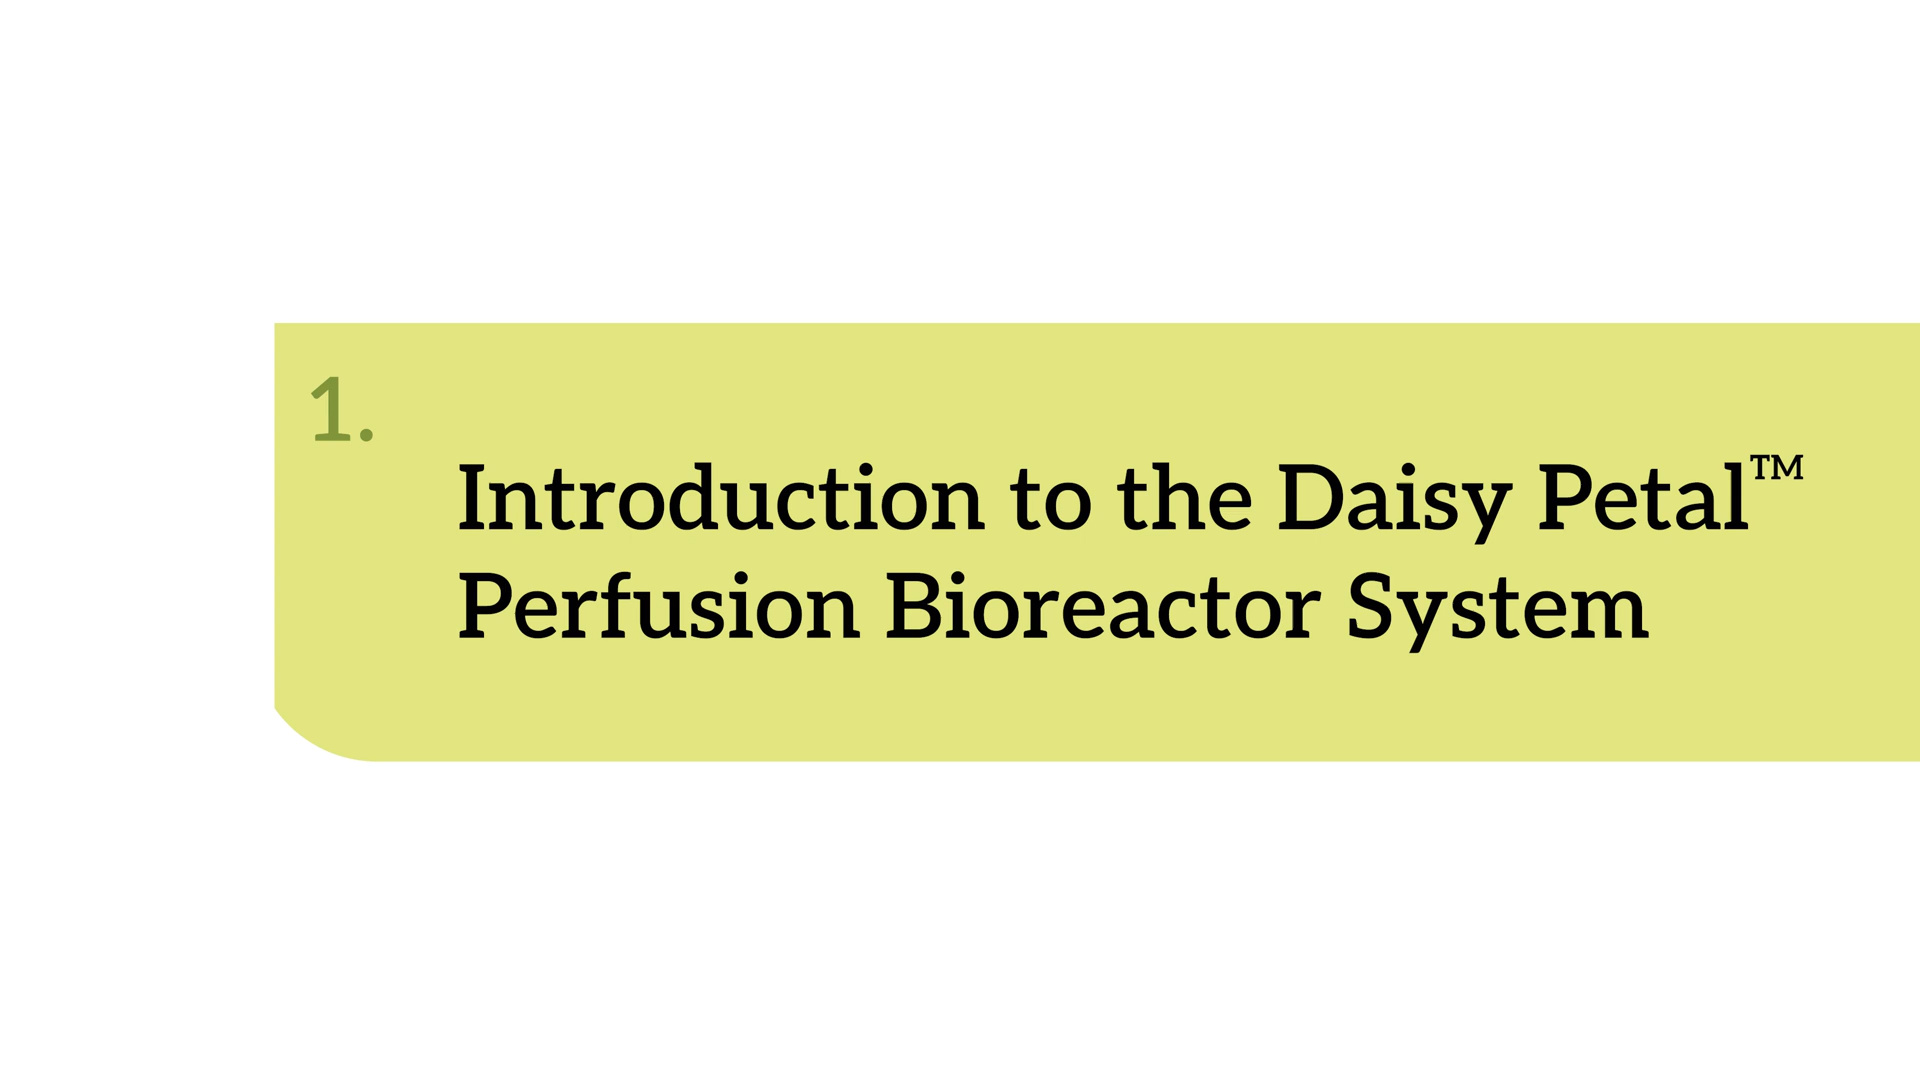 1.
Introduction to the Daisy Petal™
Perfusion Bioreactor System